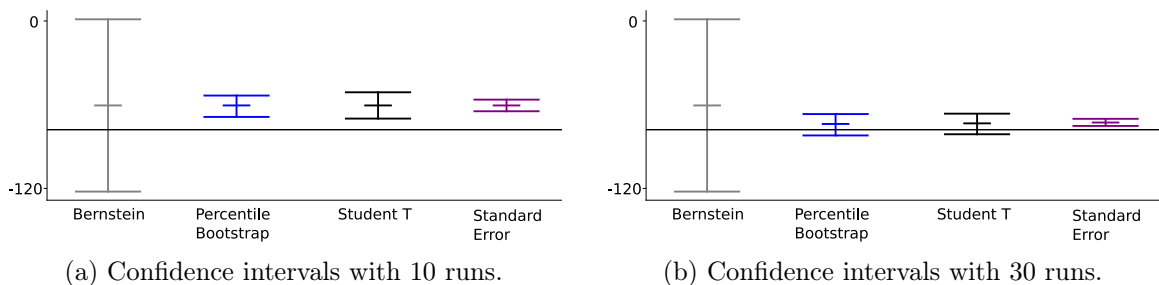 0
-120
Bernstein
Percentile
Bootstrap
Student T
Standard
Error
(a) Confidence intervals with 10 runs.
0
-120
Bernstein
Percentile
Bootstrap
Student T
Standard
Error
(b) Confidence intervals with 30 runs.